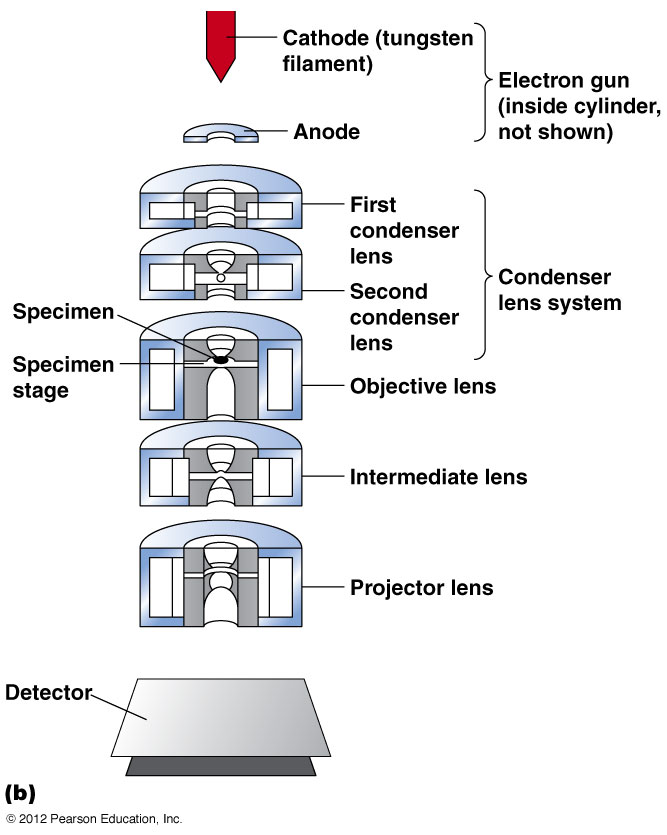 Cathode (tungsten
filament)
Electron gun
(inside cylinder,
not shown)
Anode
First
condenser
lens
Second
condenser
lens
Condenser
lens system
Specimen
Specimen
stage
Objective lens
Intermediate lens
Projector lens
Detector
(b)
© 2012 Pearson Education, Inc.